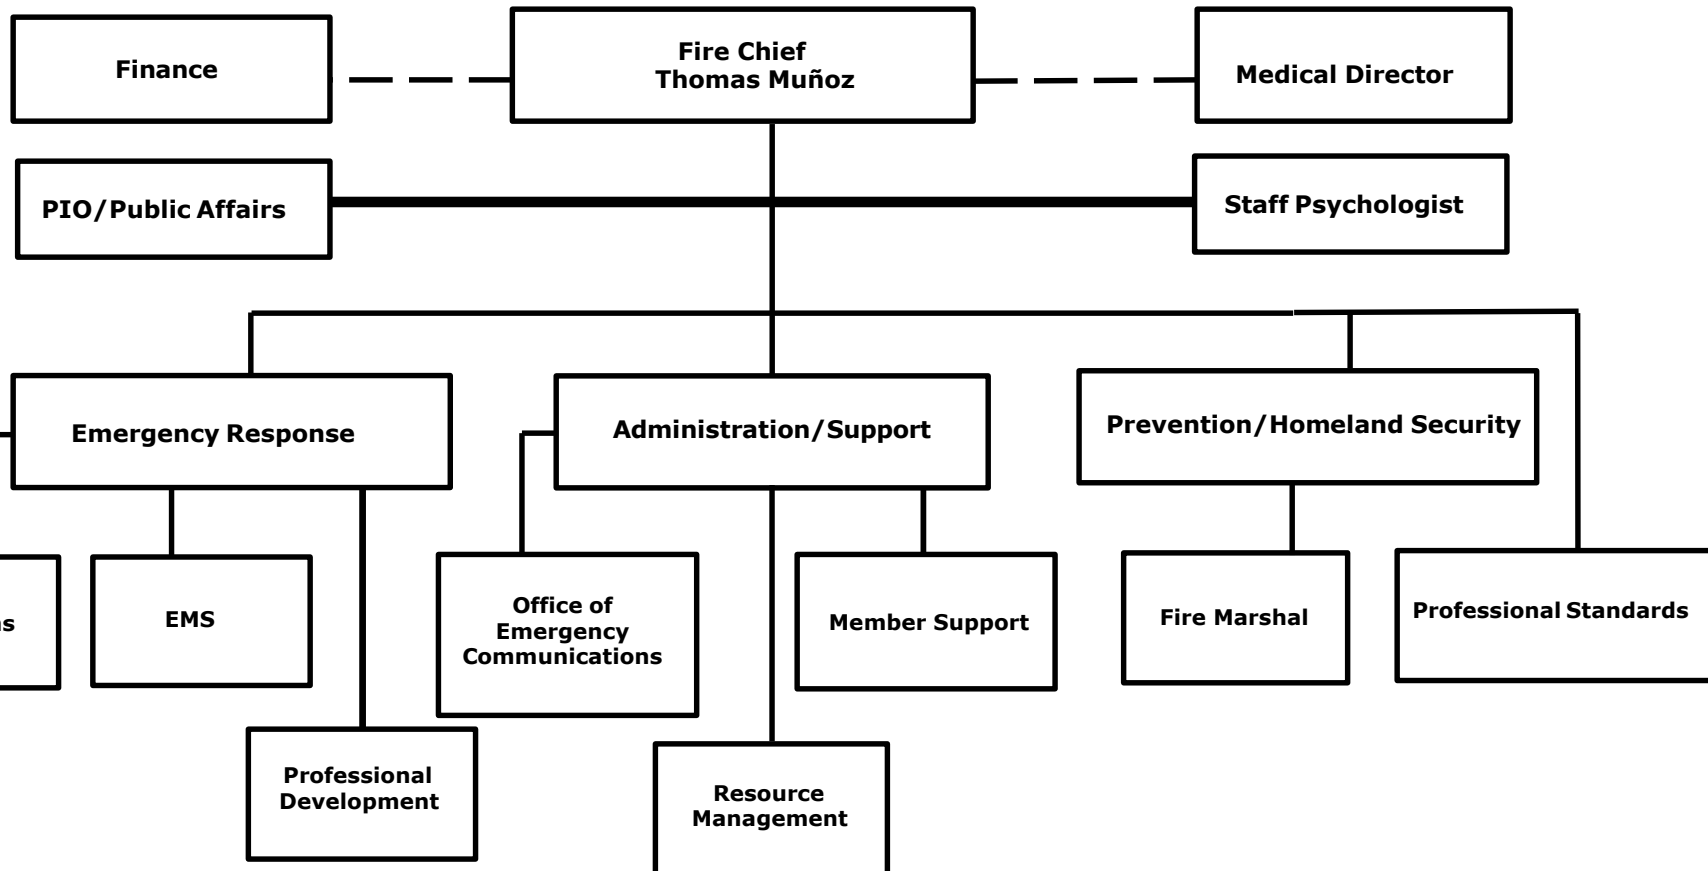 Finance
Fire Chief
Thomas Muñoz
Medical Director
PIO/Public Affairs
Staff Psychologist
Emergency Response
Administration/Support
Prevention/Homeland Security
EMS
Office of
Emergency
Communications
Member Support
Fire Marshal
Professional Standards
Professional
Development
Resource
Management